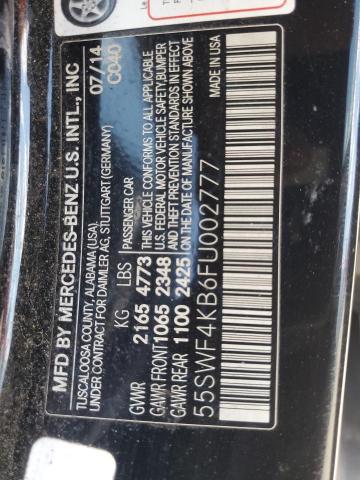 MFD BY MERCEDES-BENZ U.S. INTL., INC
TUSCALOOSA COUNTY, ALABAMA (USA) 07/14
UNDER CONTRACT FOR DAIMLER AG, STUTTGART (GERMANY) C040
KG LBS PASSENGER CAR
GVWR 2165 4773 THIS VEHICLE CONFORMS TO ALL APPLICABLE
GAWR FRONT 1065 2348 U.S. FEDERAL MOTOR VEHICLE SAFETY, BUMPER
GAWR REAR 1100 2425 AND THEFT PREVENTION STANDARDS IN EFFECT
ON THE DATE OF MANUFACTURE SHOWN ABOVE
55SWF4KB6FU002777 MADE IN USA